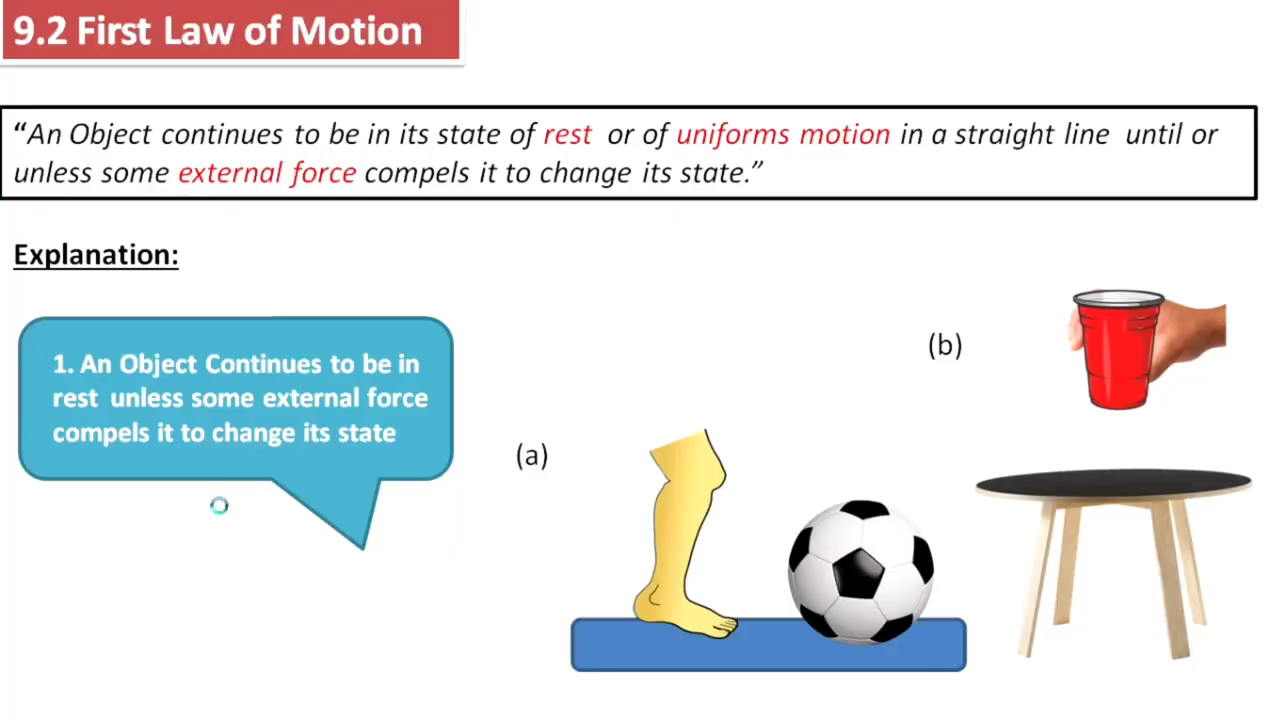 9.2 First Law of Motion
“An Object continues to be in its state of rest or of uniforms motion in a straight line until or
unless some external force compels it to change its state.”
Explanation:
1. An Object Continues to be in
rest unless some external force
compels it to change its state
(b)
(a)